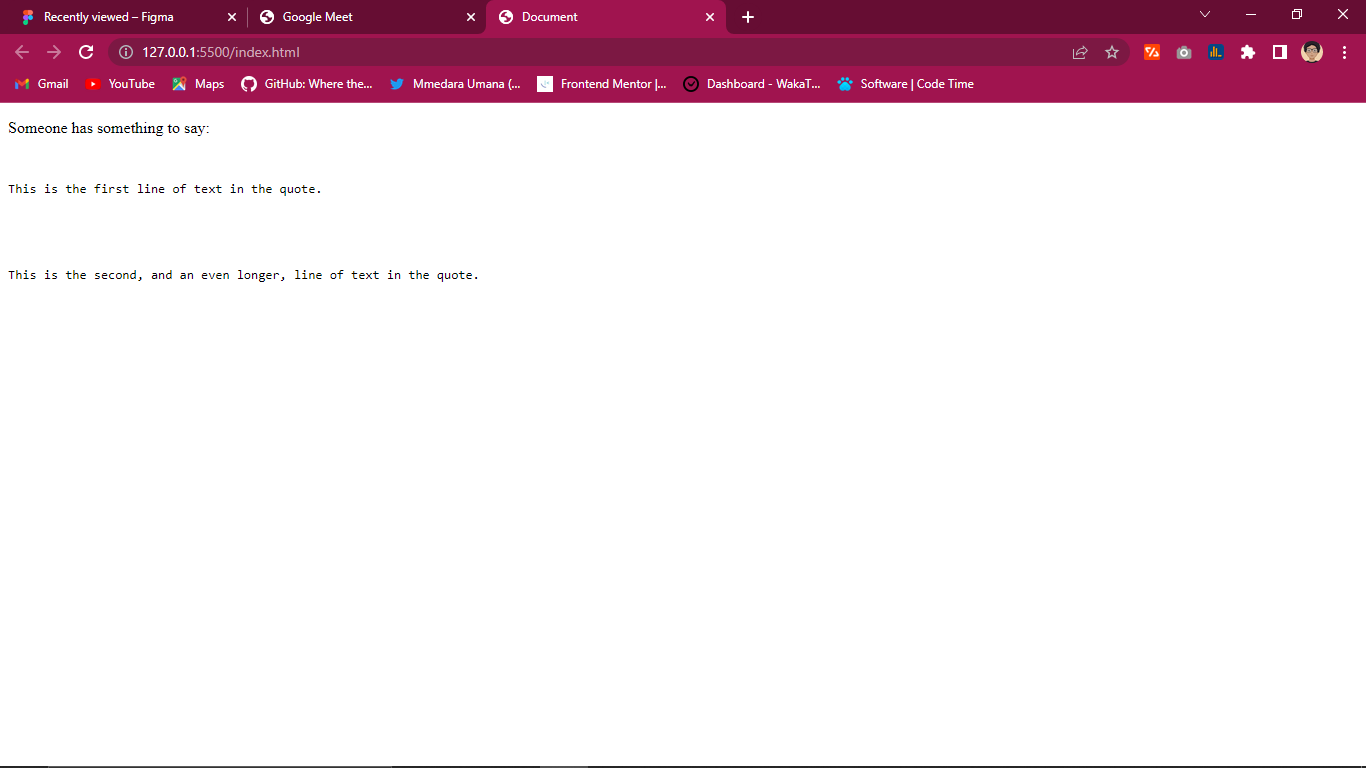 Recently viewed – Figma
Google Meet
Document
127.0.0.1:5500/index.html
Gmail
YouTube
Maps
GitHub: Where the...
Mmedara Umana (...
Frontend Mentor |...
Dashboard - WakaT...
Software | Code Time
Someone has something to say:
This is the first line of text in the quote.
This is the second, and an even longer, line of text in the quote.